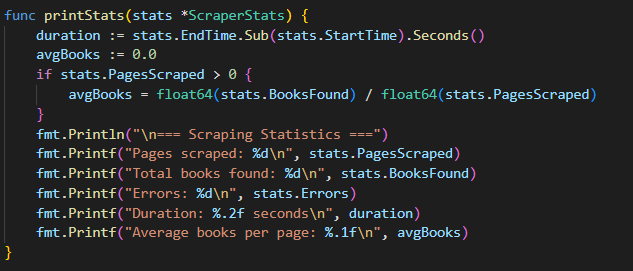 func printStats(stats *ScraperStats) {
    duration := stats.EndTime.Sub(stats.StartTime).Seconds()
    avgBooks := 0.0
    if stats.PagesScraped > 0 {
        avgBooks = float64(stats.BooksFound) / float64(stats.PagesScraped)
    }
    fmt.Println("\n=== Scraping Statistics ===")
    fmt.Printf("Pages scraped: %d\n", stats.PagesScraped)
    fmt.Printf("Total books found: %d\n", stats.BooksFound)
    fmt.Printf("Errors: %d\n", stats.Errors)
    fmt.Printf("Duration: %.2f seconds\n", duration)
    fmt.Printf("Average books per page: %.1f\n", avgBooks)
}